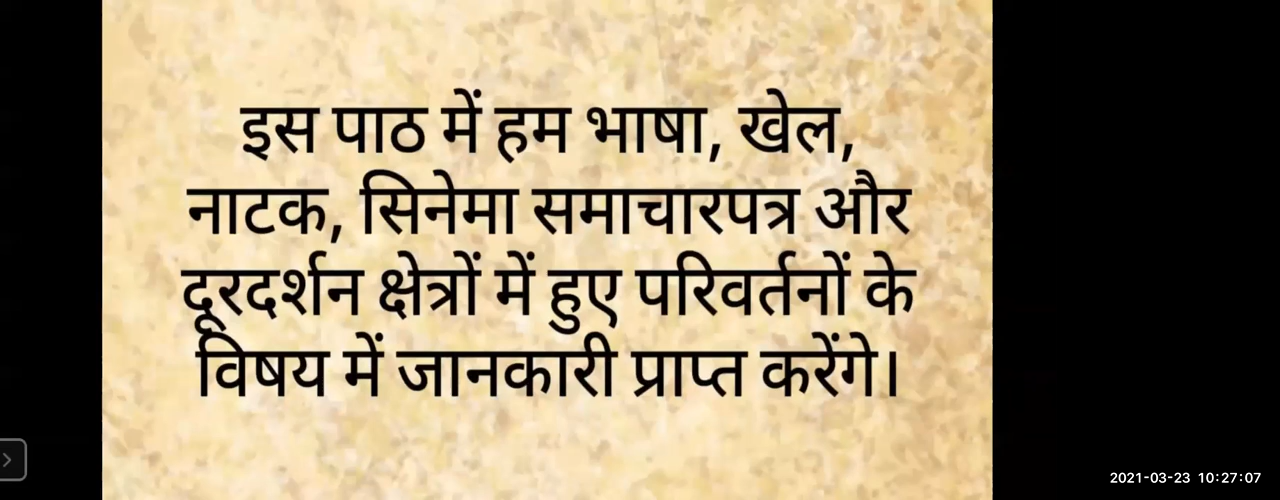 इस पाठ में हम भाषा, खेल,
नाटक, सिनेमा समाचारपत्र और
दूरदर्शन क्षेत्रों में हुए परिवर्तनों के
विषय में जानकारी प्राप्त करेंगे।
2021-03-23 10:27:07